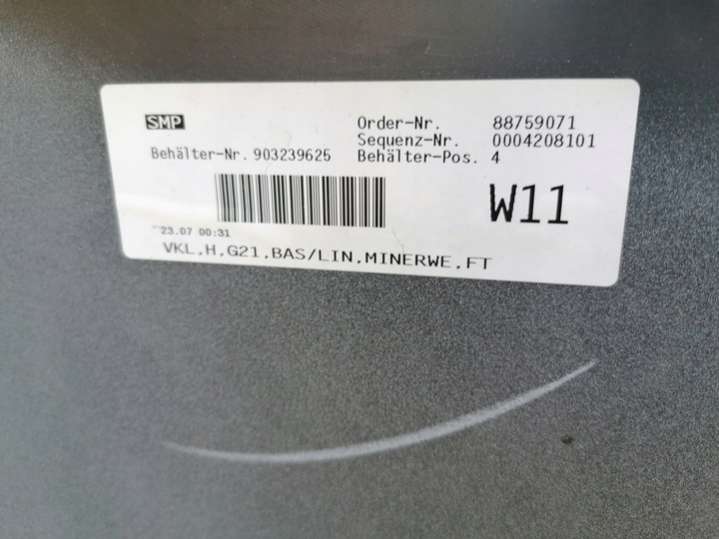 SMP
Order-Nr. 88759071
Sequenz-Nr. 0004208101
Behälter-Nr. 903239625 Behälter-Pos. 4
W11
23.07 00:31
VKL,H,G21,BAS/LIN,MINERWE,FT